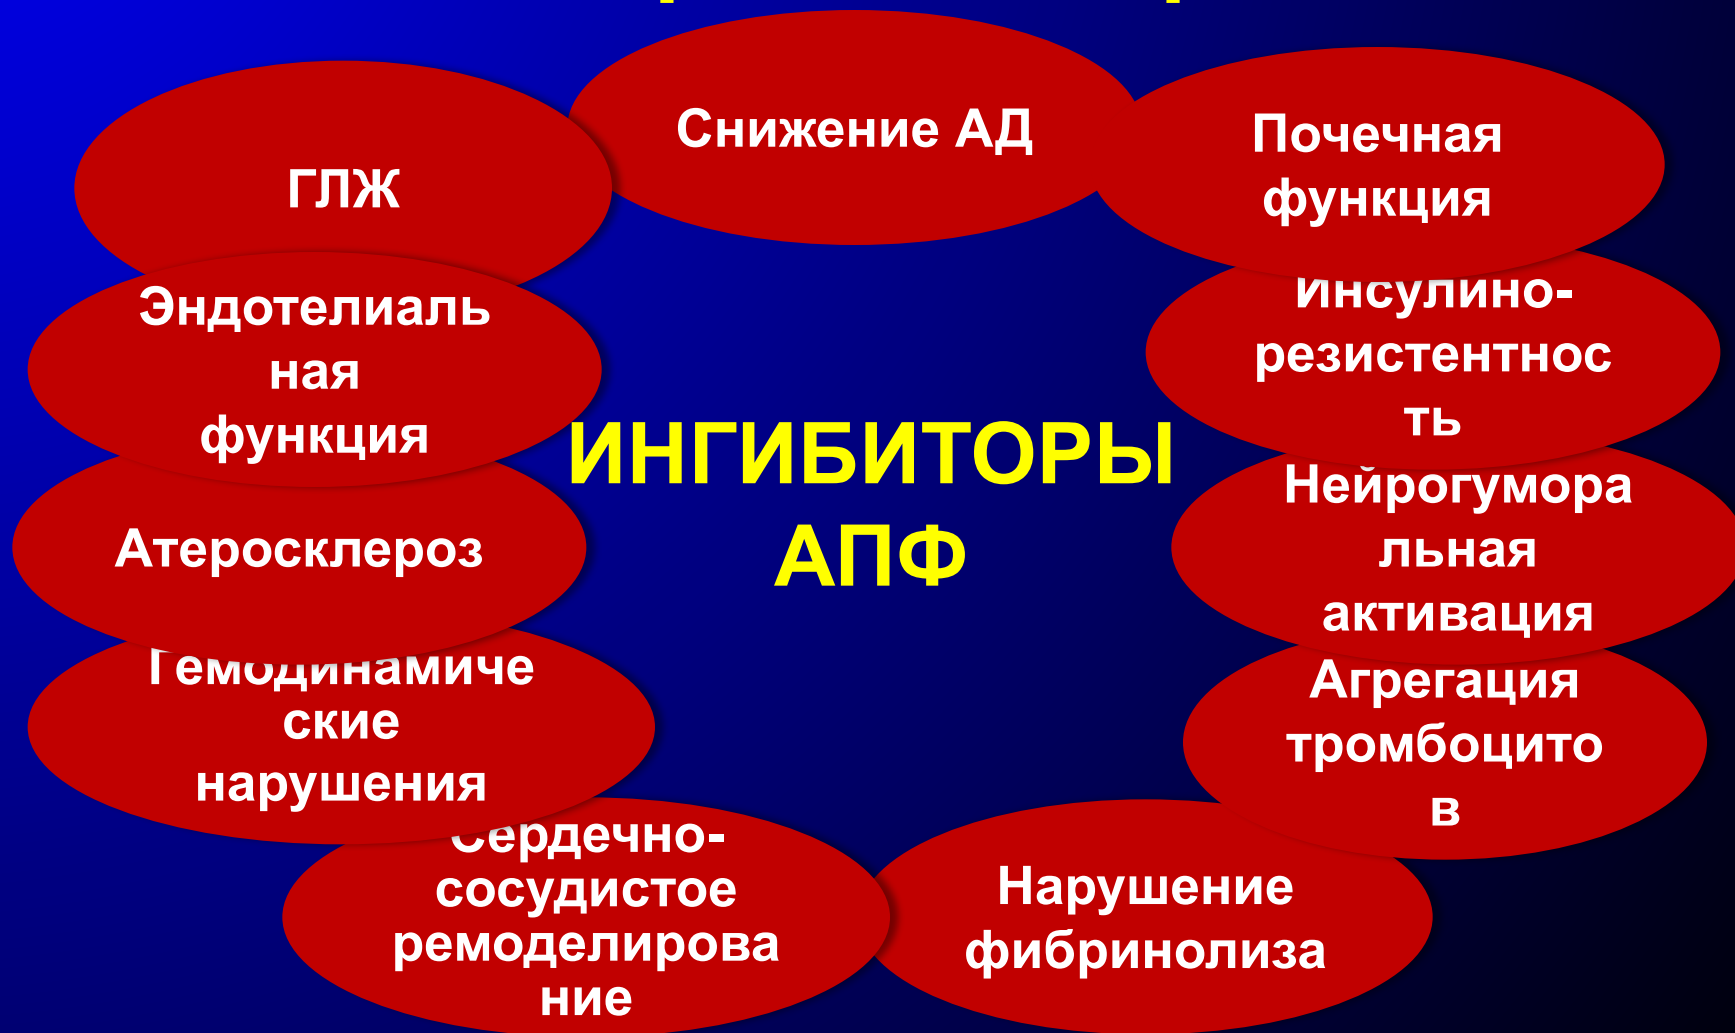 Снижение АД
Почечная
функция
ГЛЖ
Инсулино-
резистентнос
ть
Эндотелиаль
ная
функция
ИНГИБИТОРЫ
АПФ
Нейрогумора
льная
активация
Атеросклероз
Агрегация
тромбоцито
в
Гемодинамиче
ские
нарушения
Сердечно-
сосудистое
ремоделирова
ние
Нарушение
фибринолиза